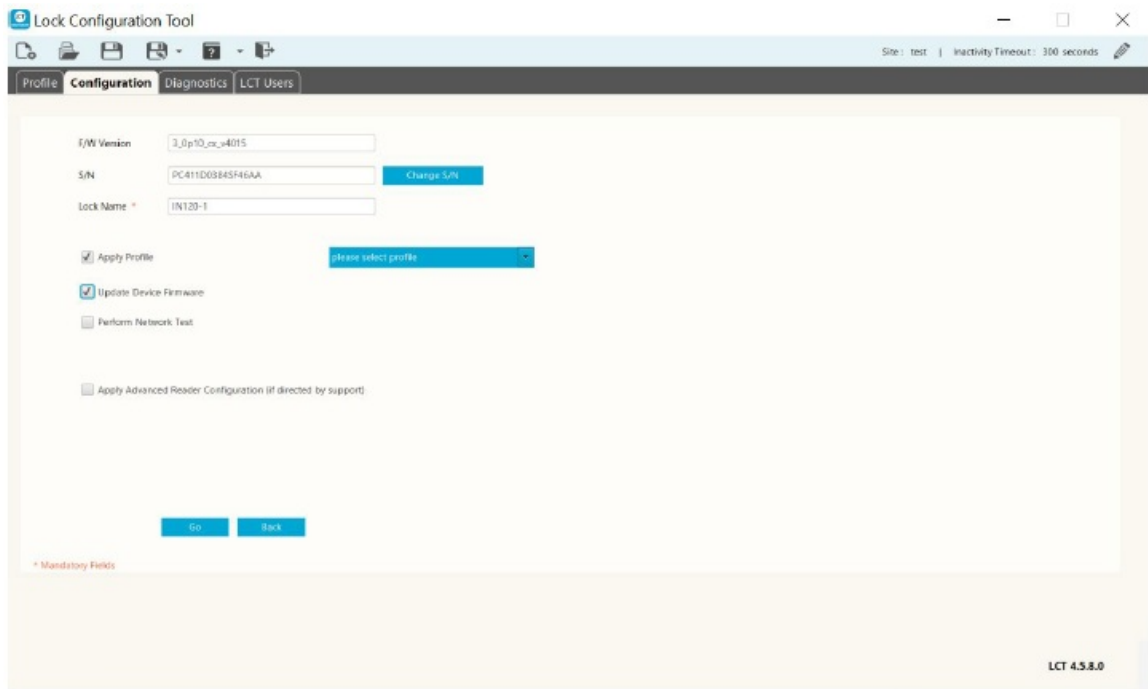 Lock Configuration Tool
Site : test | Inactivity Timeout : 300 seconds
Profile Configuration Diagnostics LCT Users
F/W Version 3_0p10_cx_v4015
S/N PC411D0384SF46AA Change S/N
Lock Name * IN120-1
Apply Profile please select profile
Update Device Firmware
Perform Network Test
Apply Advanced Reader Configuration (if directed by support)
Go Back
* Mandatory Fields
LCT 4.5.8.0